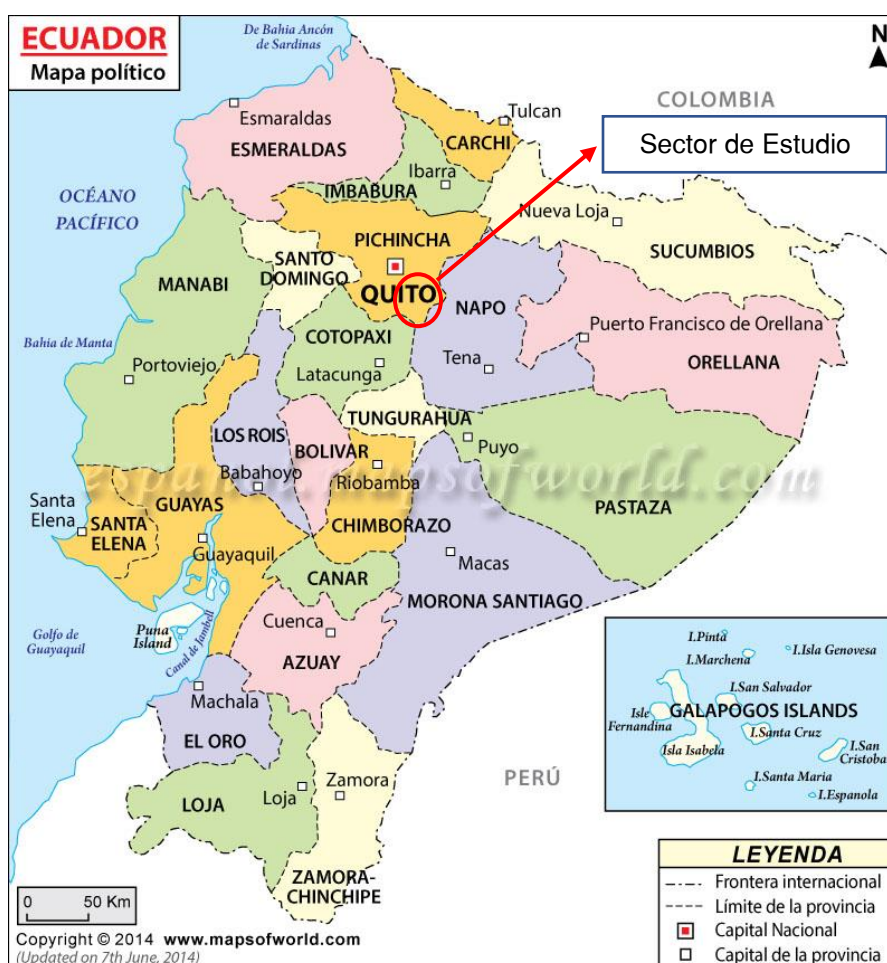 ECUADOR
Mapa político
De Bahia Ancón
de Sardinas
N
COLOMBIA
Sector de Estudio
Tulcan
Esmaraldas
ESMERALDAS
CARCHI
Ibarra
IMBABURA
OCÉANO
PACÍFICO
Nueva Loja
SUCUMBIOS
PICHINCHA
SANTO
DOMINGO
MANABI
QUITO
NAPO
Bahia de Manta
COTOPAXI
Puerto Francisco de Orellana
ORELLANA
Portoviejo
Latacunga
Tena
TUNGURAHUA
LOS ROIS
BOLIVAR
Puyo
Babahoyo
Riobamba
espanol.mapsofworld.com
Santa
Elena
SANTA
ELENA
GUAYAS
CHIMBORAZO
PASTAZA
Guayaquil
Macas
CANAR
MORONA SANTIAGO
Golfo de
Guayaquil
Puna
Island
Canal de Jambelí
Cuenca
AZUAY
Machala
EL ORO
LOJA
Loja
Zamora
ZAMORA-
CHINCHIPE
PERÚ
I.Pinta
I.Marchena
I.Isla Genovesa
I.San Salvador
GALAPOGOS ISLANDS
Isle
Fernandina
I.Santa Cruz
Isla Isabela
I.San
Cristoba
I.Santa Maria
I.Espanola
LEYENDA
Frontera internacional
Límite de la provincia
Capital Nacional
Capital de la provincia
0 50 Km
Copyright © 2014 www.mapsofworld.com
(Updated on 7th June, 2014)